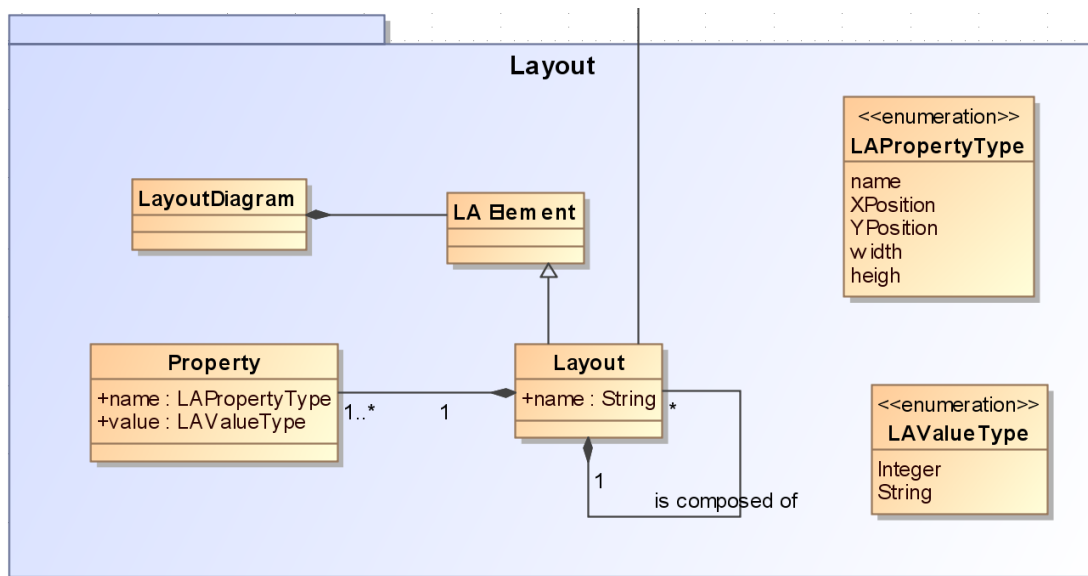 Layout
<<enumeration>>
LAPropertyType
name
XPosition
YPosition
width
heigh
LayoutDiagram
LA Element
Property
+name : LAPropertyType
+value : LAValueType
1..*
1
Layout
+name : String
*
1
is composed of
<<enumeration>>
LAValueType
Integer
String